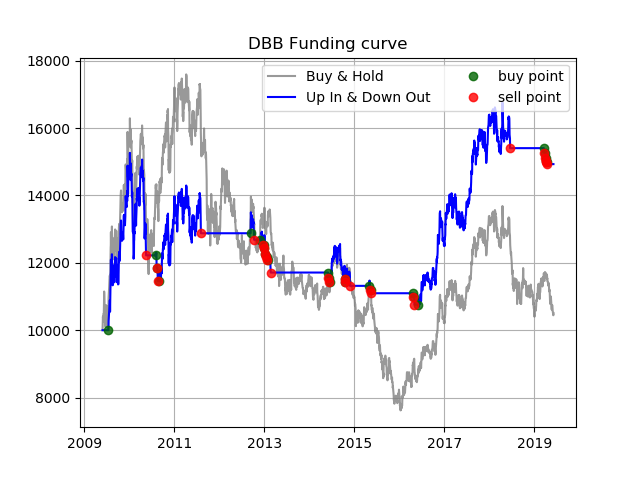 DBB Funding curve
Buy & Hold
Up In & Down Out
buy point
sell point
18000
16000
14000
12000
10000
8000
2009
2011
2013
2015
2017
2019